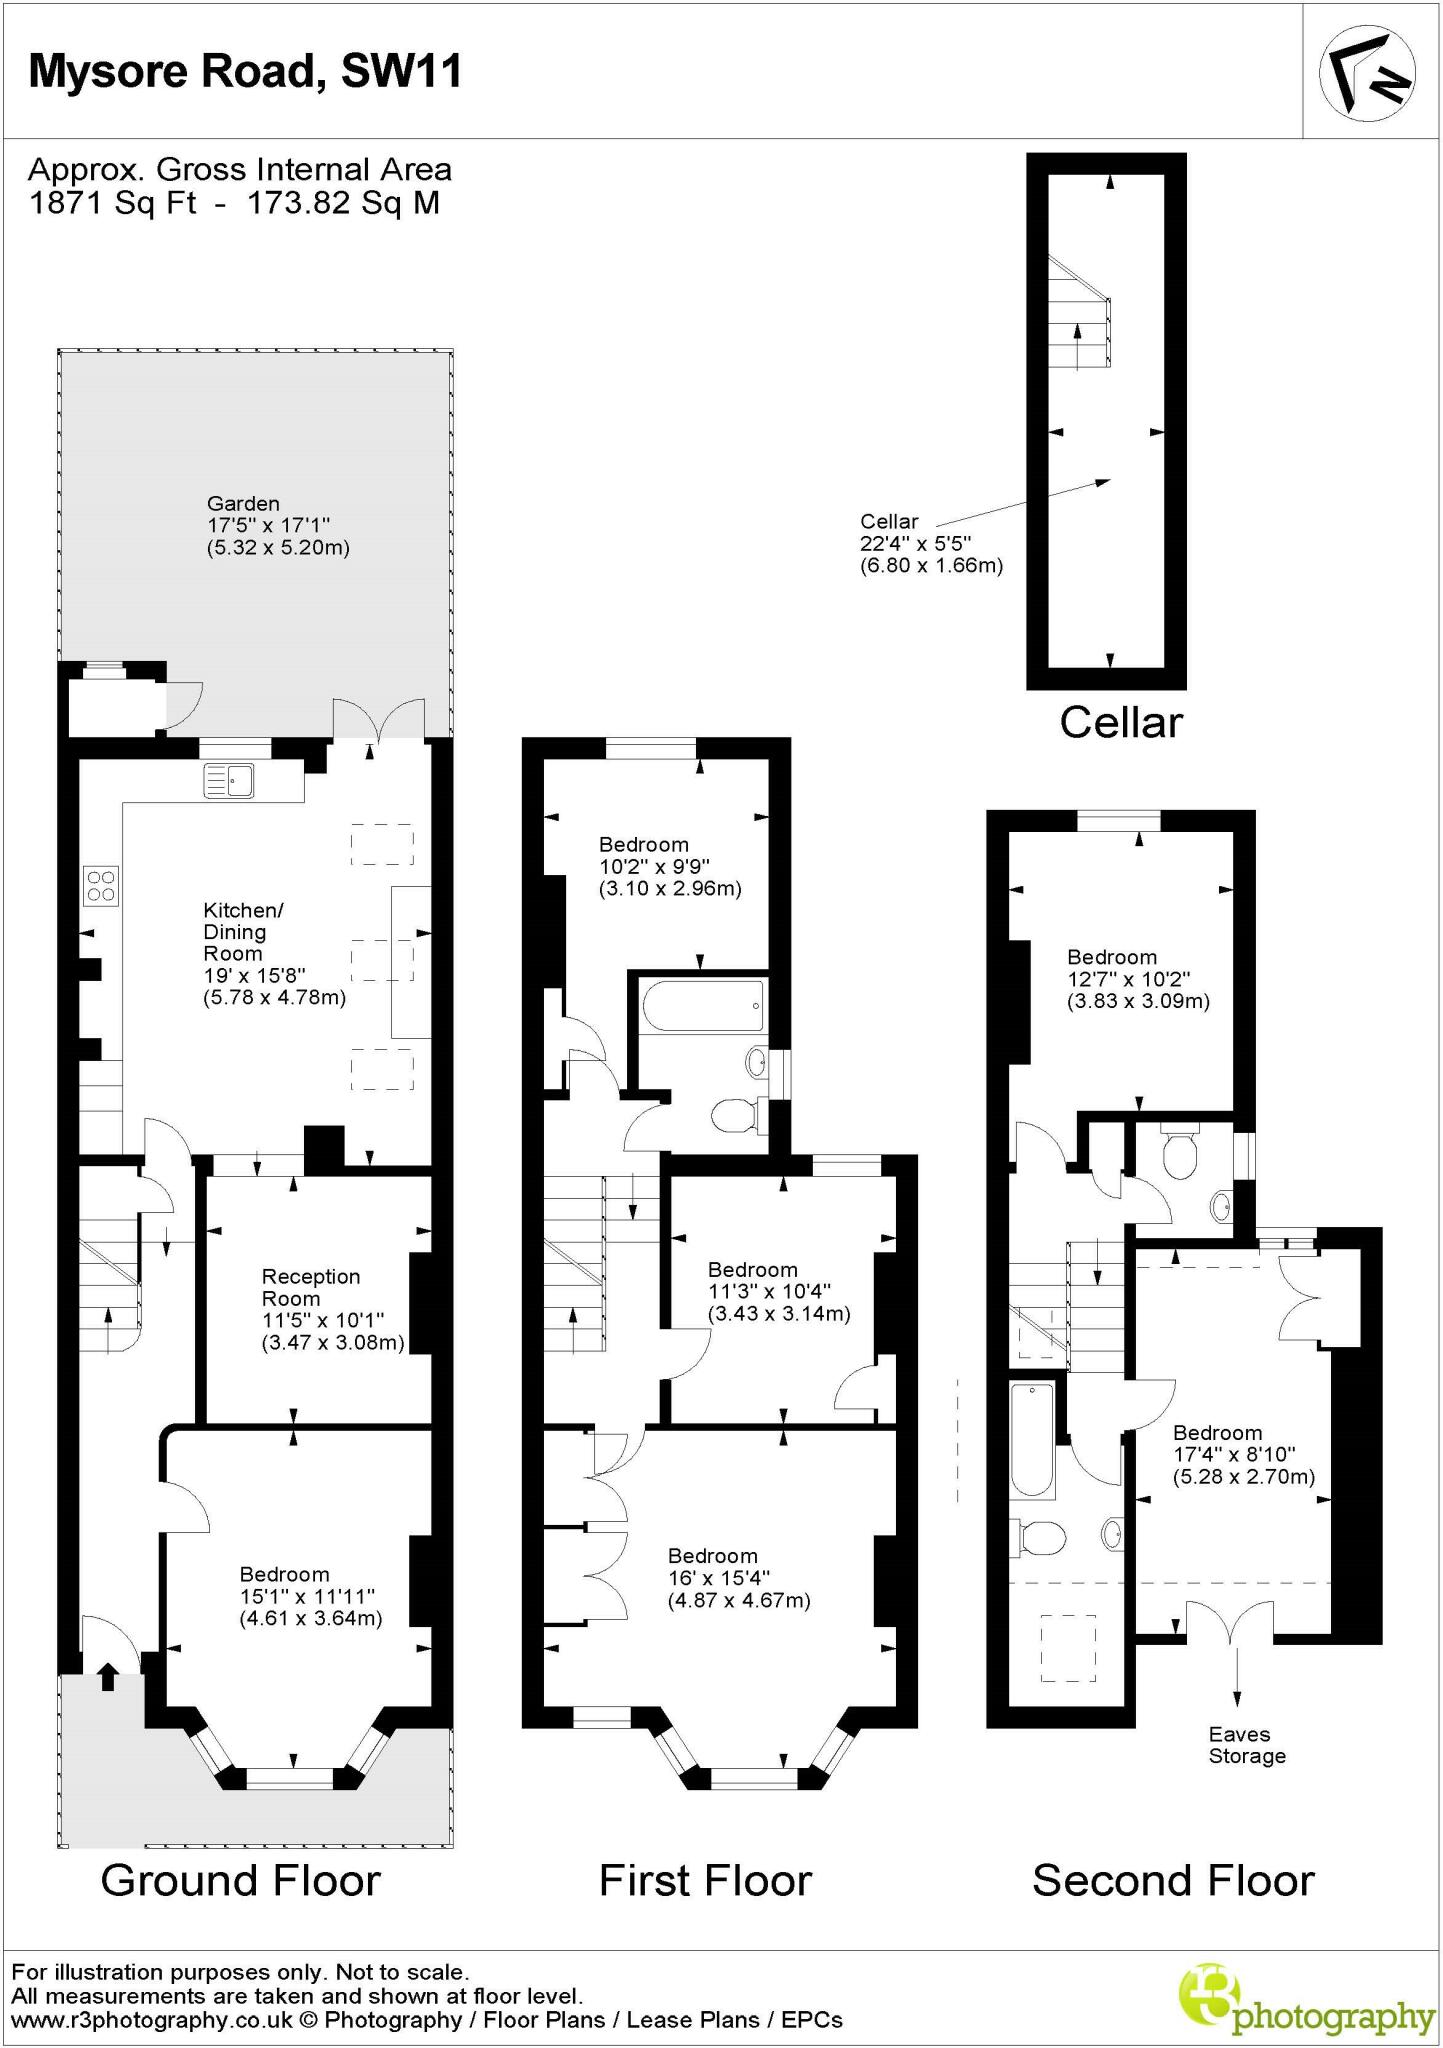 Mysore Road, SW11
N
Approx. Gross Internal Area
1871 Sq Ft - 173.82 Sq M
Garden
17'5" x 17'1"
(5.32 x 5.20m)
Cellar
22'4" x 5'5"
(6.80 x 1.66m)
Cellar
Kitchen/
Dining
Room
19' x 15'8"
(5.78 x 4.78m)
Reception
Room
11'5" x 10'1"
(3.47 x 3.08m)
Bedroom
15'1" x 11'11"
(4.61 x 3.64m)
Ground Floor
Bedroom
10'2" x 9'9"
(3.10 x 2.96m)
Bedroom
11'3" x 10'4"
(3.43 x 3.14m)
Bedroom
16' x 15'4"
(4.87 x 4.67m)
First Floor
Bedroom
12'7" x 10'2"
(3.83 x 3.09m)
Bedroom
17'4" x 8'10"
(5.28 x 2.70m)
Eaves
Storage
Second Floor
For illustration purposes only. Not to scale.
All measurements are taken and shown at floor level.
www.r3photography.co.uk © Photography / Floor Plans / Lease Plans / EPCs
R3 photography